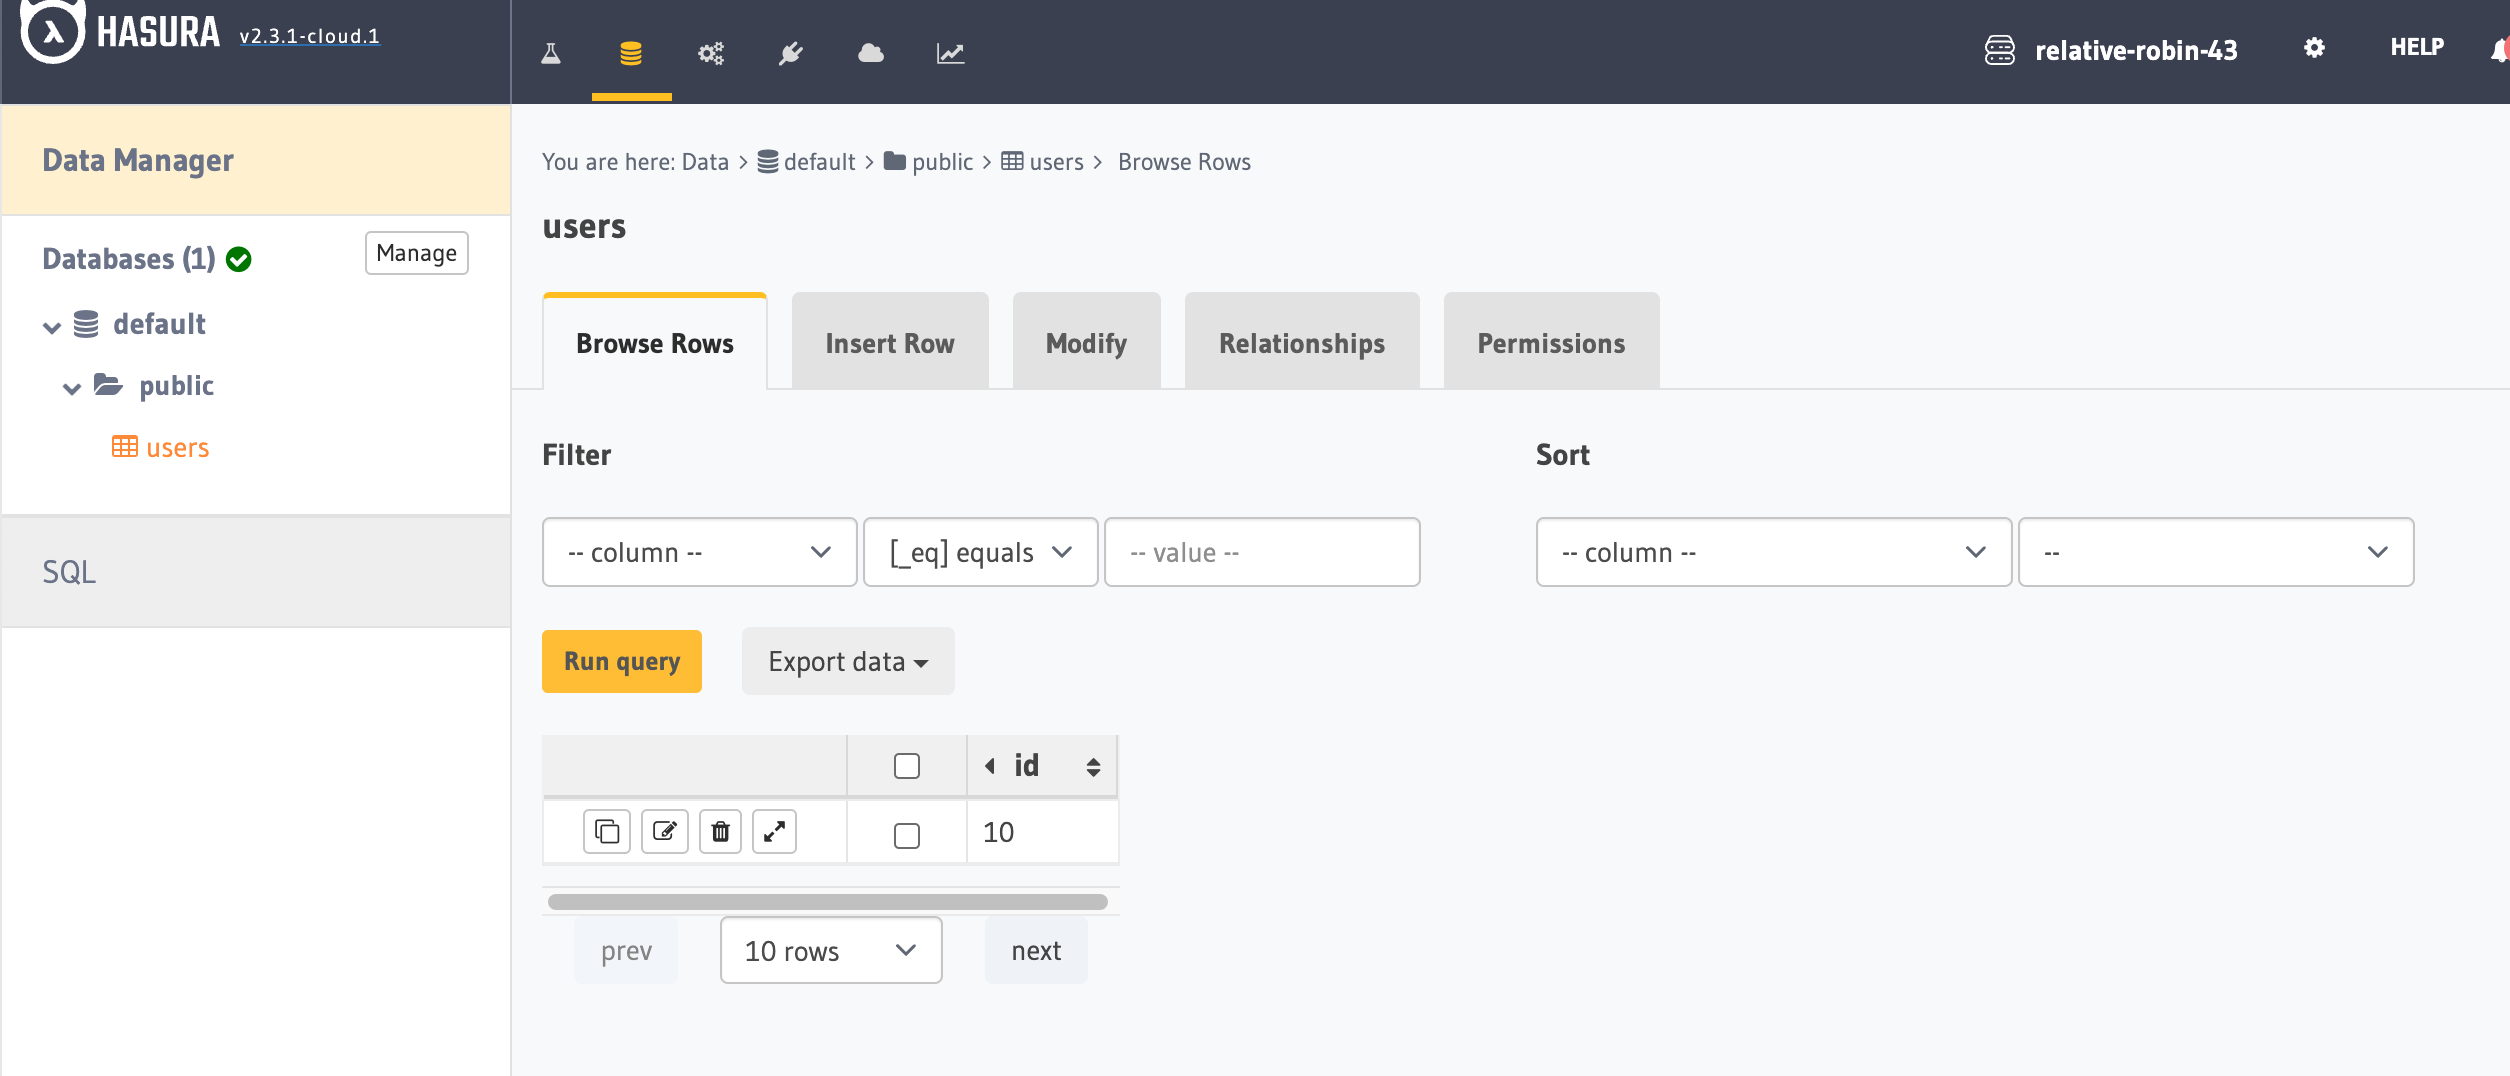 HASURA v2.3.1-cloud.1
relative-robin-43 HELP
Data Manager
You are here: Data > default > public > users > Browse Rows
users
Databases (1) Manage
default
public
users
SQL
Browse Rows Insert Row Modify Relationships Permissions
Filter Sort
-- column -- [_eq] equals -- value -- -- column -- --
Run query Export data
id
10
prev 10 rows next